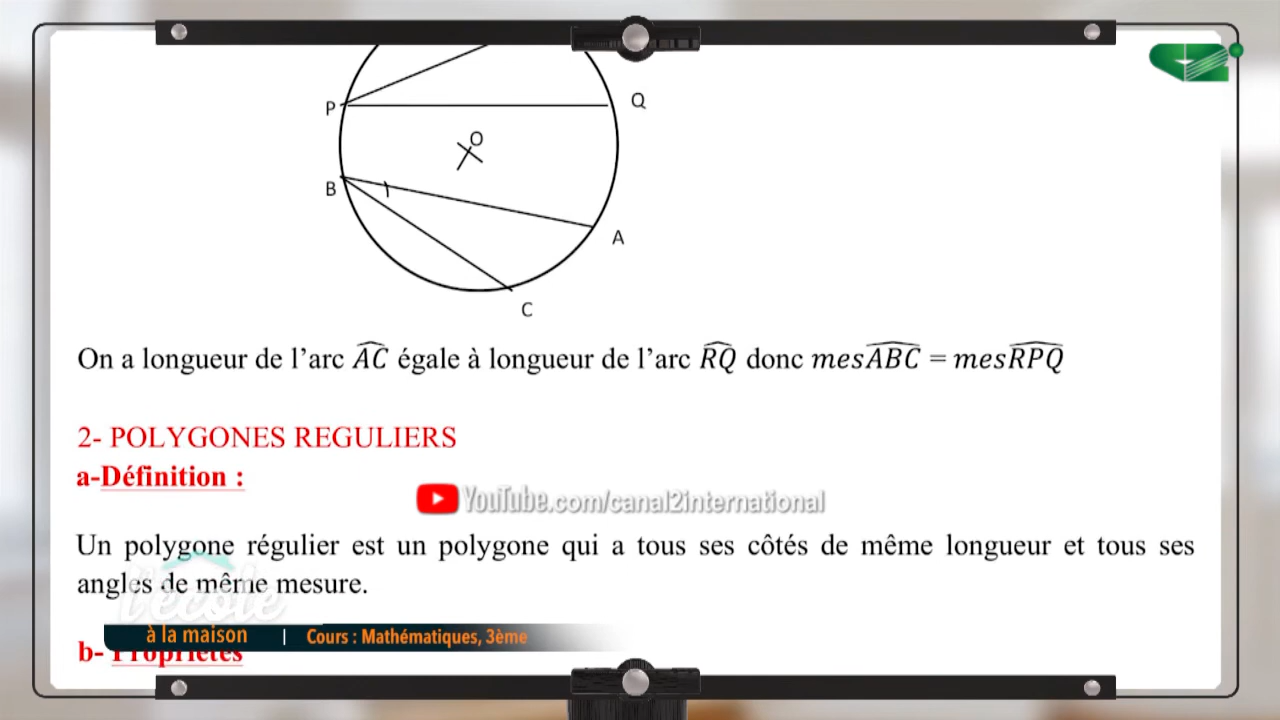 P
Q
O
B
A
C
On a longueur de l’arc AC égale à longueur de l’arc RQ donc mesABC = mesRPQ
2- POLYGONES REGULIERS
a-Définition :
YouTube.com/canal2international
Un polygone régulier est un polygone qui a tous ses côtés de même longueur et tous ses
angles de même mesure.
l'école
à la maison | Cours : Mathématiques, 3ème
b- Propriétés